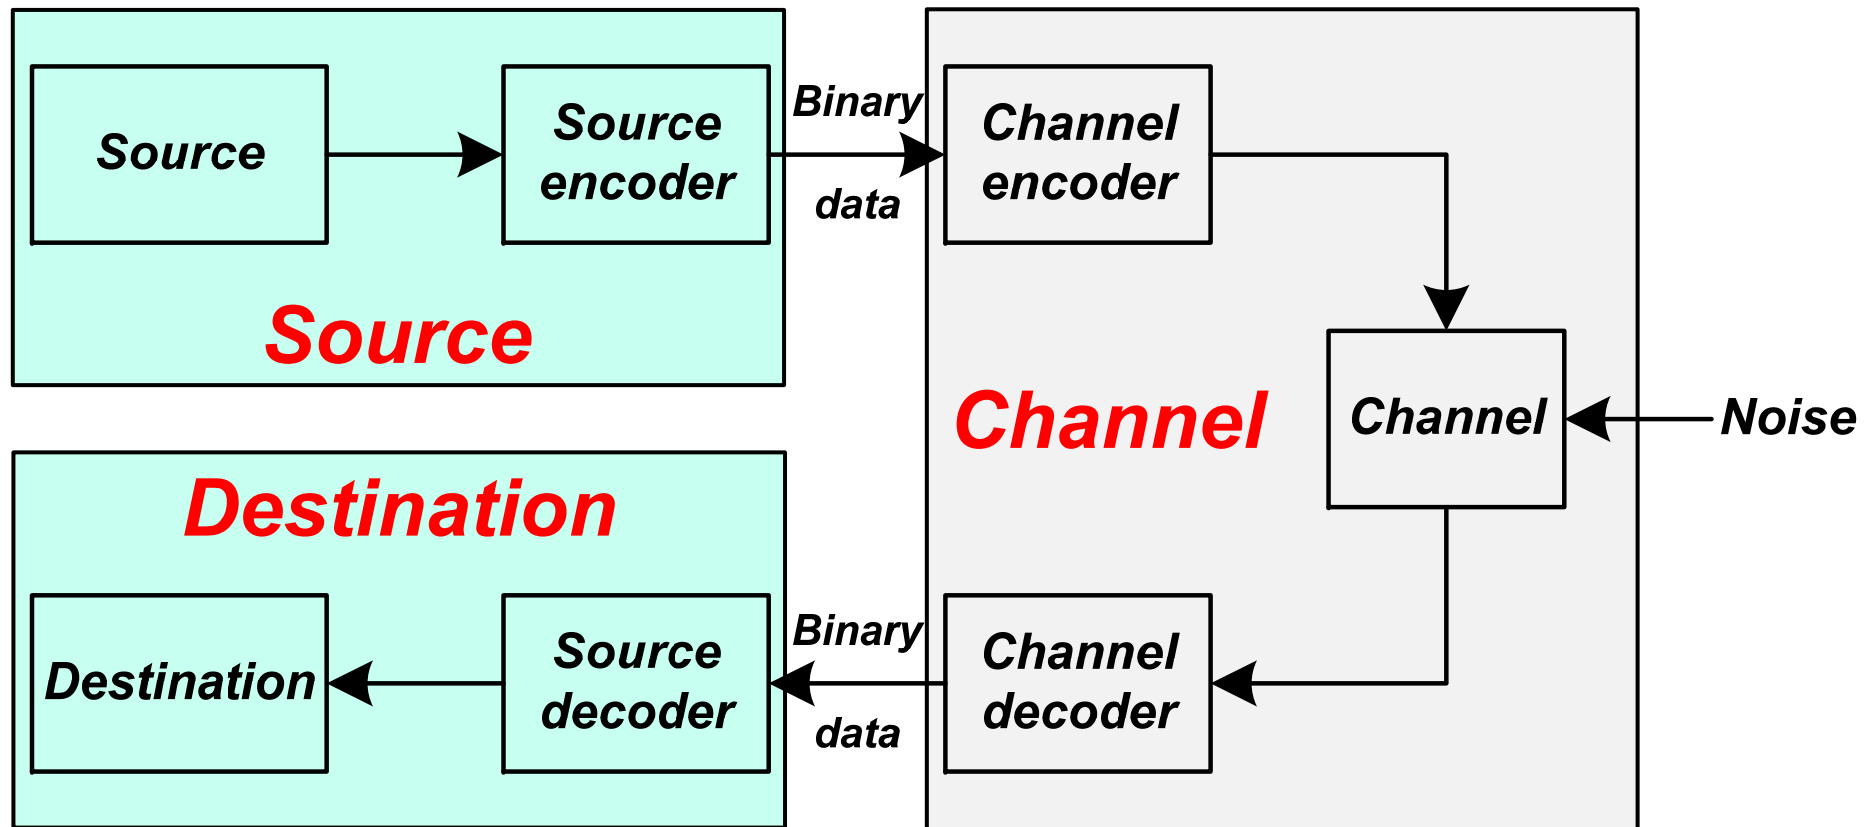 Source
Source
encoder
Binary
data
Channel
encoder
Source
Channel
Channel
Noise
Destination
Destination
Source
decoder
Binary
data
Channel
decoder